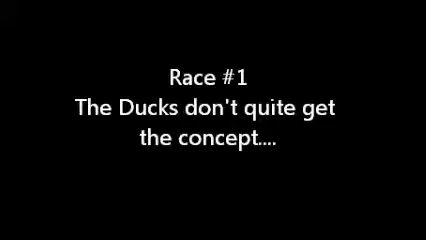 Race #1
The Ducks don't quite get
the concept....